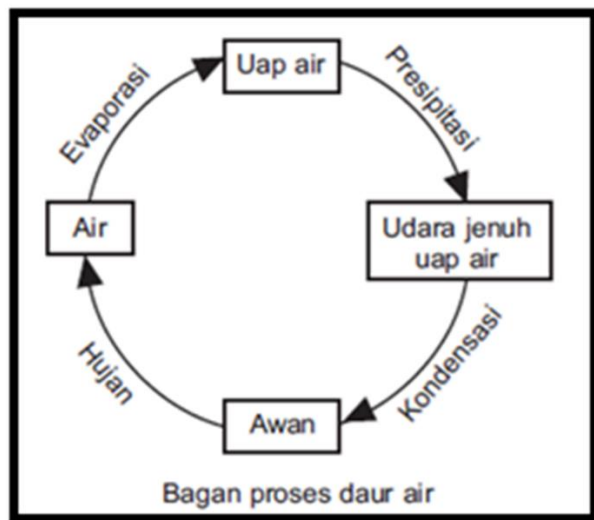 Uap air
Presipitasi
Udara jenuh
uap air
Kondensasi
Awan
Hujan
Air
Evaporasi
Bagan proses daur air